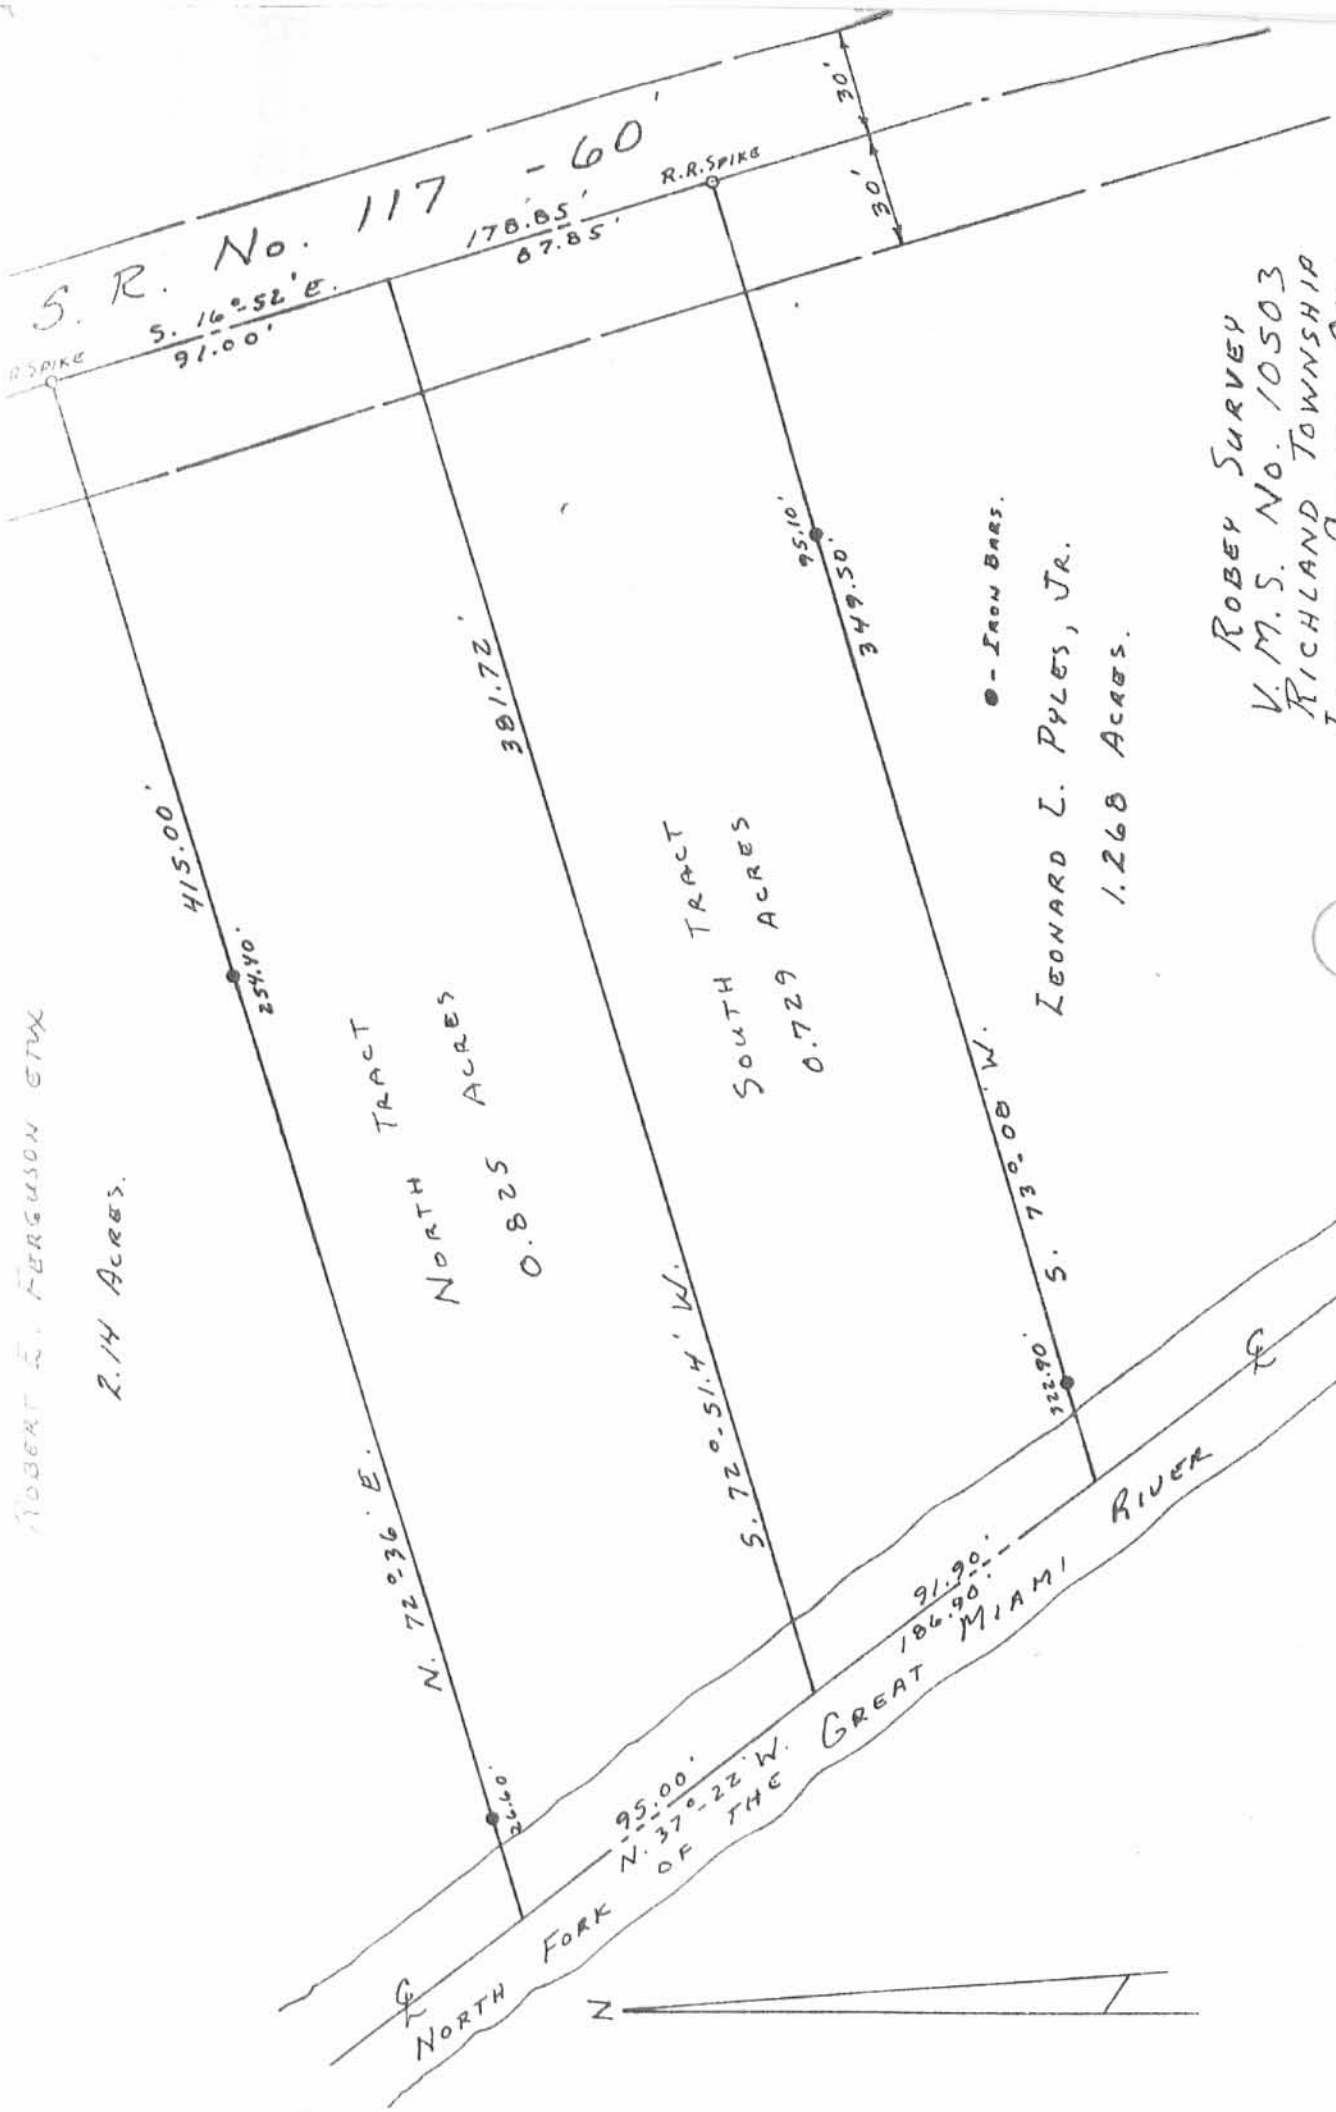 S. R. No. 117 - 60'
S. 16°-52' E.
91.00'
178.85'
87.85'
R.R. SPIKE
R. SPIKE
30'
30'
ROBERT E. FERGUSON ETUX
2.14 ACRES.
415.00'
254.40'
N. 72°-36' E.
26.60'
NORTH TRACT
0.825 ACRES
381.72'
S. 72°-51.4' W.
SOUTH TRACT
0.729 ACRES
95.10'
349.50'
S. 73°-08' W.
322.90'
●- IRON BARS.
LEONARD L. PYLES, JR.
1.268 ACRES.
ROBEY SURVEY
V. M. S. No. 10503
RICHLAND TOWNSHIP
℄
95.00'
N. 37°-22' W.
91.90'
186.90'
NORTH FORK OF THE GREAT MIAMI RIVER
℄
N